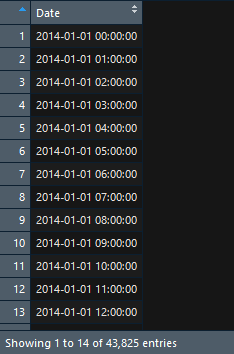 Date
1 2014-01-01 00:00:00
2 2014-01-01 01:00:00
3 2014-01-01 02:00:00
4 2014-01-01 03:00:00
5 2014-01-01 04:00:00
6 2014-01-01 05:00:00
7 2014-01-01 06:00:00
8 2014-01-01 07:00:00
9 2014-01-01 08:00:00
10 2014-01-01 09:00:00
11 2014-01-01 10:00:00
12 2014-01-01 11:00:00
13 2014-01-01 12:00:00
Showing 1 to 14 of 43,825 entries